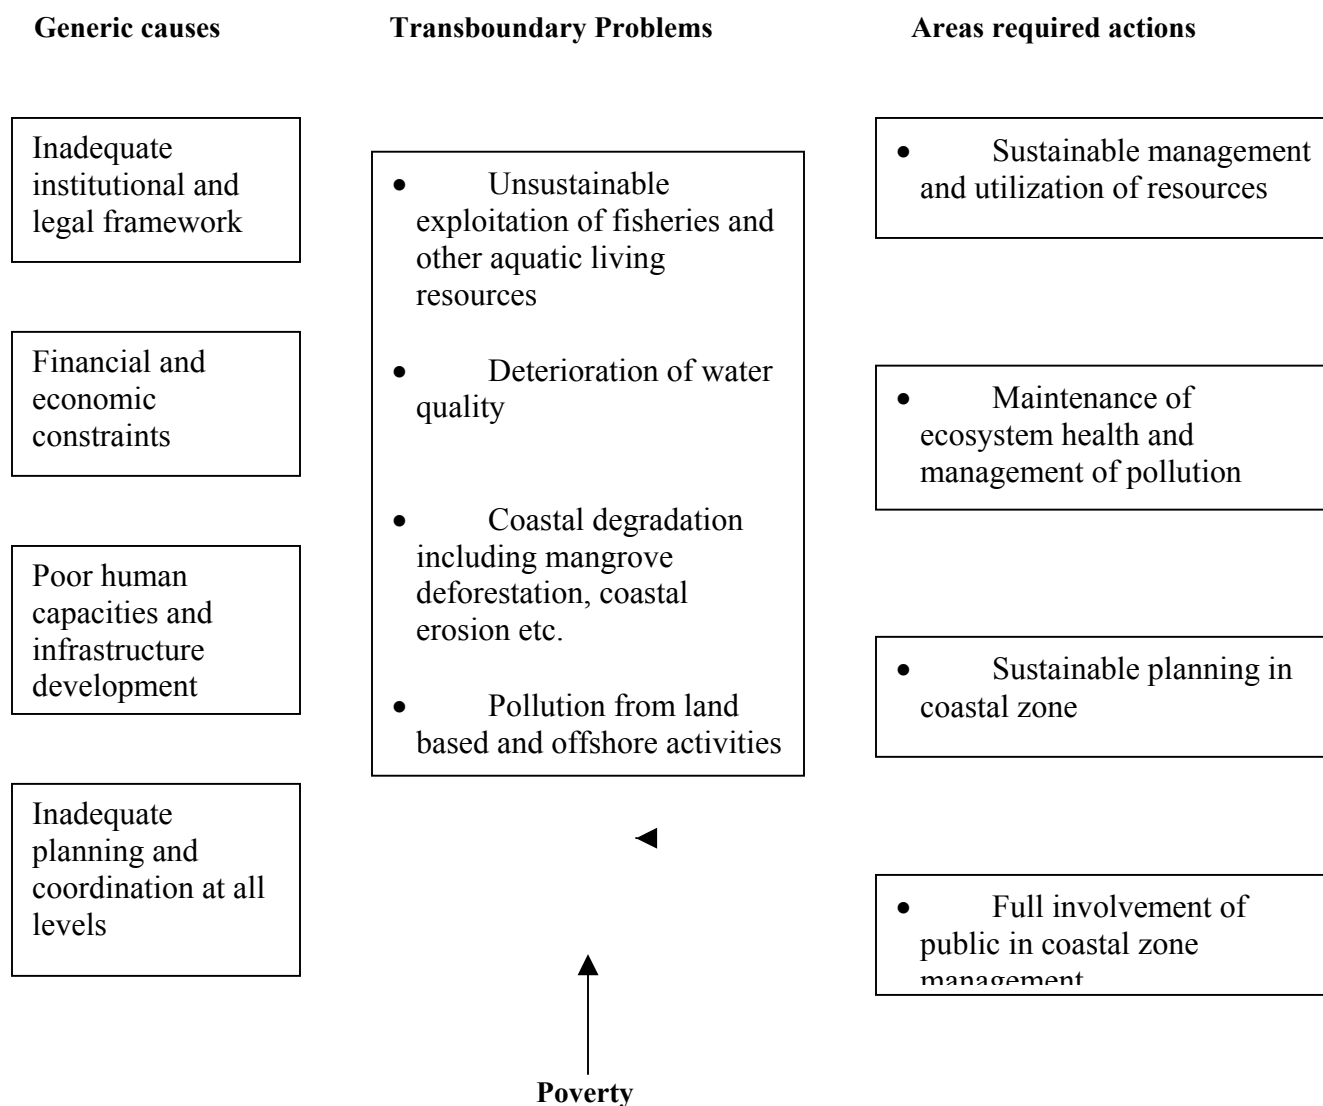 Generic causes
Transboundary Problems
Areas required actions
Inadequate
institutional and
legal framework
Financial and
economic
constraints
Poor human
capacities and
infrastructure
development
Inadequate
planning and
coordination at all
levels
• Unsustainable
exploitation of fisheries and
other aquatic living
resources
• Deterioration of water
quality
• Coastal degradation
including mangrove
deforestation, coastal
erosion etc.
• Pollution from land
based and offshore activities
• Sustainable management
and utilization of resources
• Maintenance of
ecosystem health and
management of pollution
• Sustainable planning in
coastal zone
• Full involvement of
public in coastal zone
management
Poverty